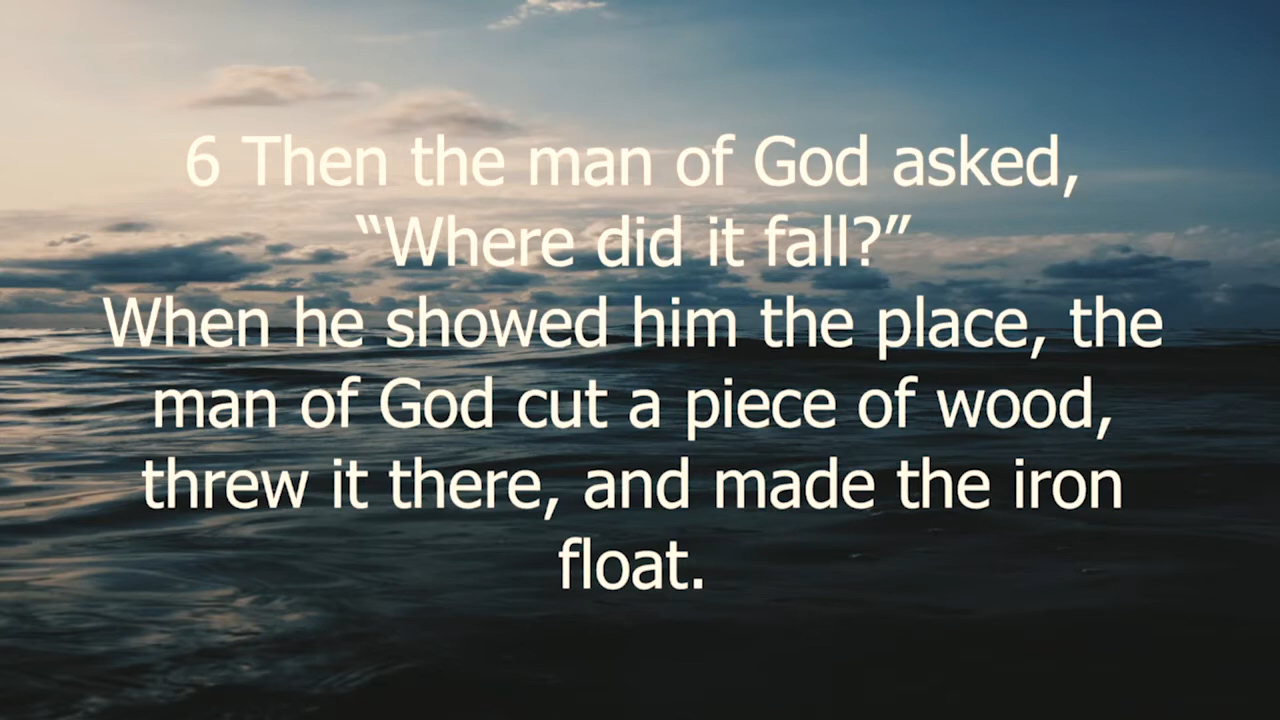 6 Then the man of God asked,
“Where did it fall?”
When he showed him the place, the
man of God cut a piece of wood,
threw it there, and made the iron
float.